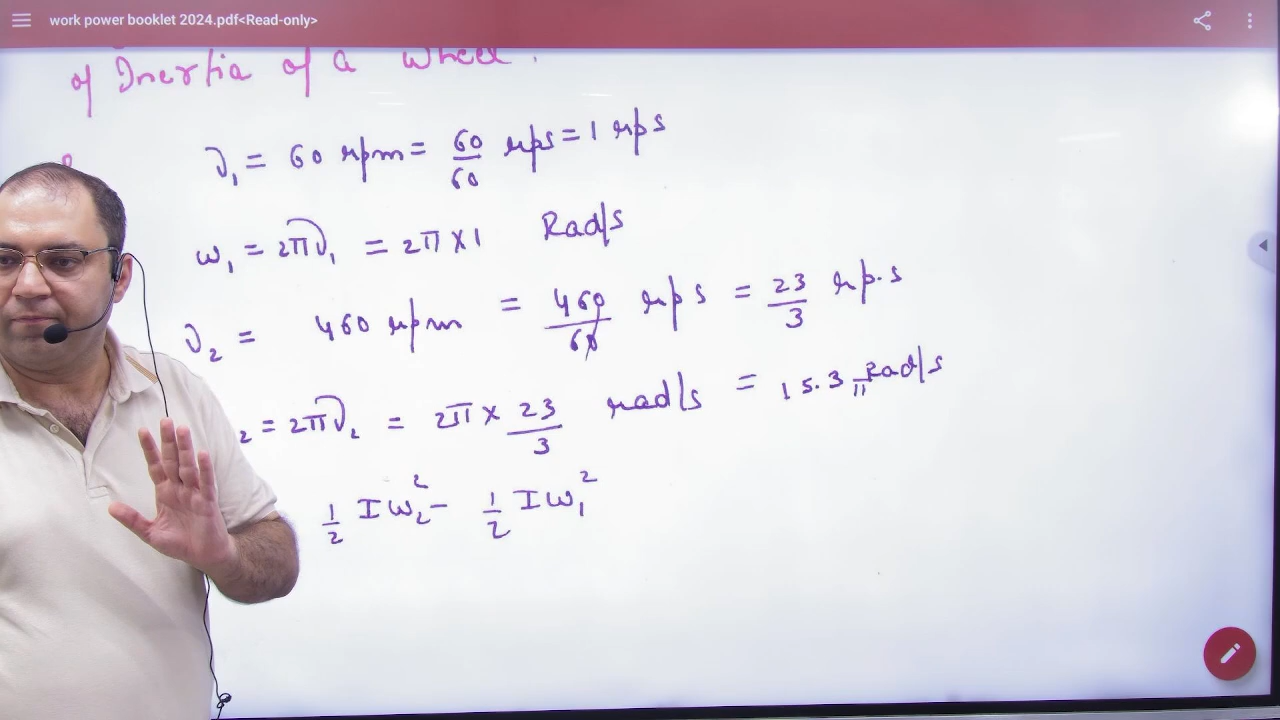 work power booklet 2024.pdf<Read-only>
of Inertia of a Wheel.
ν₁ = 60 rpm = 60/60 rps = 1 rps
ω₁ = 2πν₁ = 2π × 1 Rad/s
ν₂ = 460 rpm = 460/60 rps = 23/3 rp.s
₂ = 2πν₂ = 2π × 23/3 rad/s = 15.3π Rad/s
1/2 Iω₂² - 1/2 Iω₁²